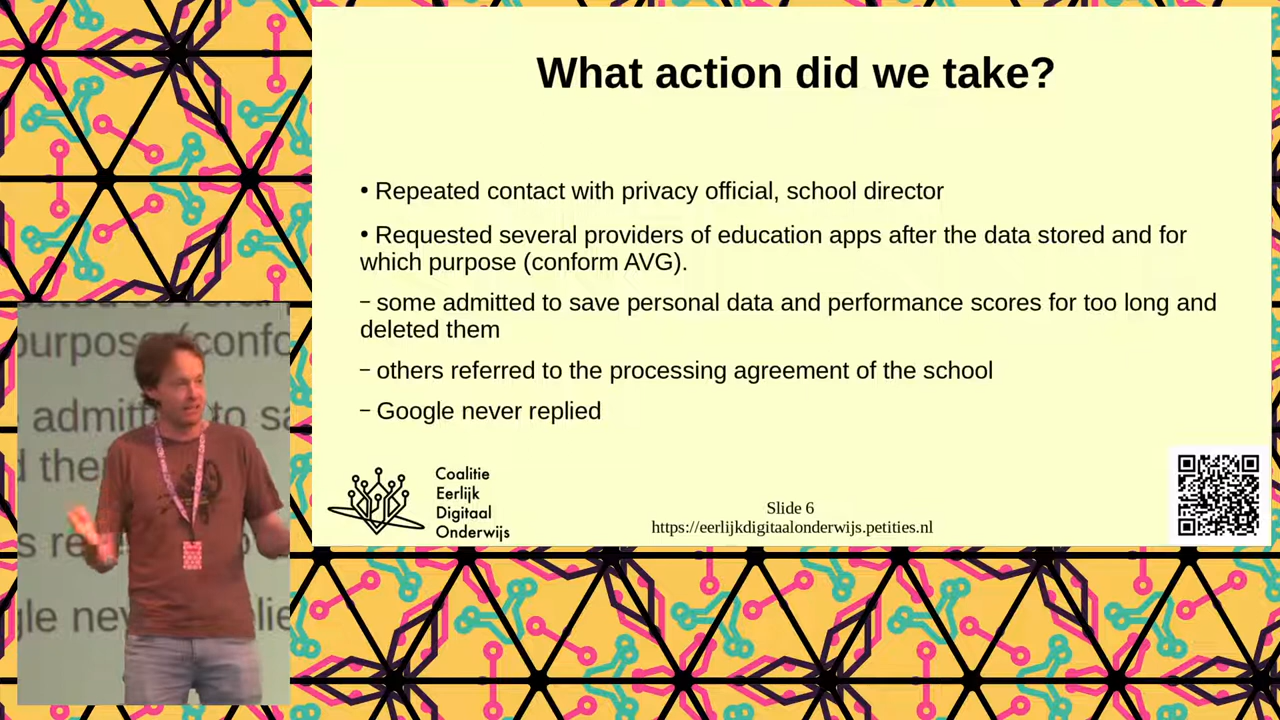 What action did we take?
• Repeated contact with privacy official, school director
• Requested several providers of education apps after the data stored and for
which purpose (conform AVG).
– some admitted to save personal data and performance scores for too long and
deleted them
– others referred to the processing agreement of the school
– Google never replied
Coalitie
Eerlijk
Digitaal
Onderwijs
Slide 6
https://eerlijkdigitaalonderwijs.petities.nl